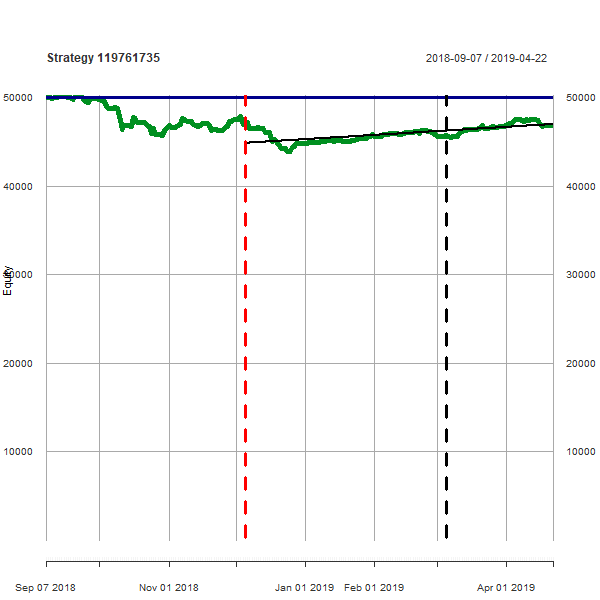 Strategy 119761735
2018-09-07 / 2019-04-22
50000 50000
40000 40000
30000 30000
20000 20000
10000 10000
Equity
Sep 07 2018 Nov 01 2018 Jan 01 2019 Feb 01 2019 Apr 01 2019